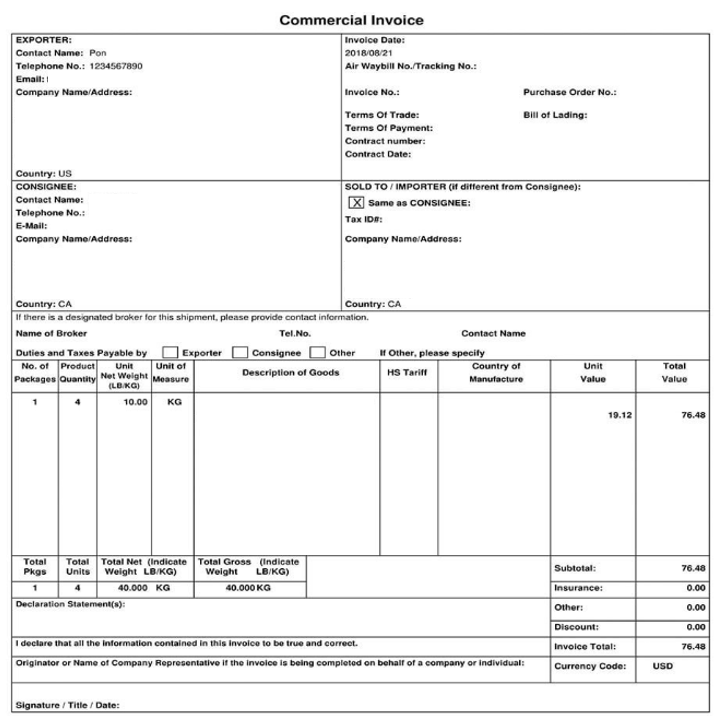 Commercial Invoice
EXPORTER:
Contact Name: Pon
Telephone No.: 1234567890
Email:
Company Name/Address:
Country: US
Invoice Date:
2018/08/21
Air Waybill No./Tracking No.:
Invoice No.: Purchase Order No.:
Terms Of Trade: Bill of Lading:
Terms Of Payment:
Contract number:
Contract Date:
CONSIGNEE:
Contact Name:
Telephone No.:
E-Mail:
Company Name/Address:
Country: CA
SOLD TO / IMPORTER (if different from Consignee):
X Same as CONSIGNEE:
Tax ID#:
Company Name/Address:
Country: CA
If there is a designated broker for this shipment, please provide contact information.
Name of Broker Tel.No. Contact Name
Duties and Taxes Payable by Exporter Consignee Other If Other, please specify
No. of Packages Product Quantity Unit Net Weight (LB/KG) Unit of Measure Description of Goods HS Tariff Country of Manufacture Unit Value Total Value
1 4 10.00 KG 19.12 76.48
Total Pkgs Total Units Total Net Weight (Indicate LB/KG) Total Gross Weight (Indicate LB/KG)
1 4 40.000 KG 40.000 KG
Subtotal: 76.48
Insurance: 0.00
Other: 0.00
Discount: 0.00
Invoice Total: 76.48
Currency Code: USD
Declaration Statement(s):
I declare that all the information contained in this invoice to be true and correct.
Originator or Name of Company Representative if the invoice is being completed on behalf of a company or individual:
Signature / Title / Date: